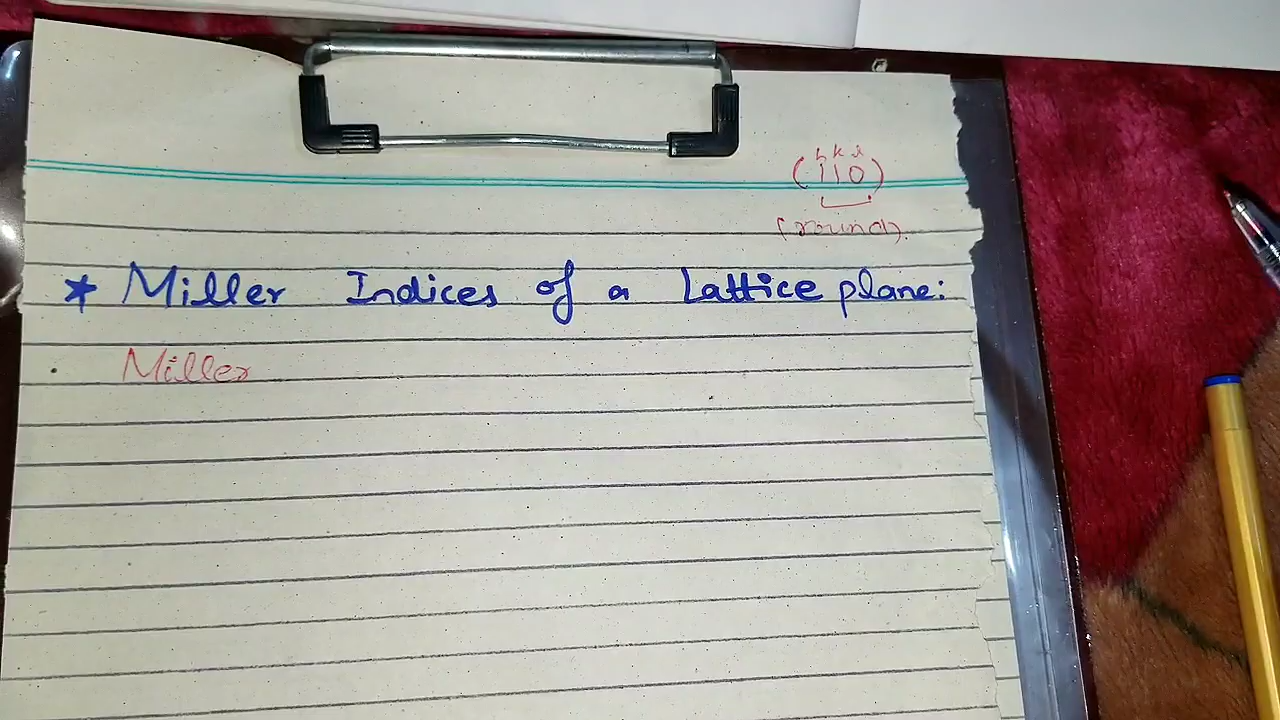 h k l
(110)
(round).
* Miller Indices of a Lattice plane:
Miller